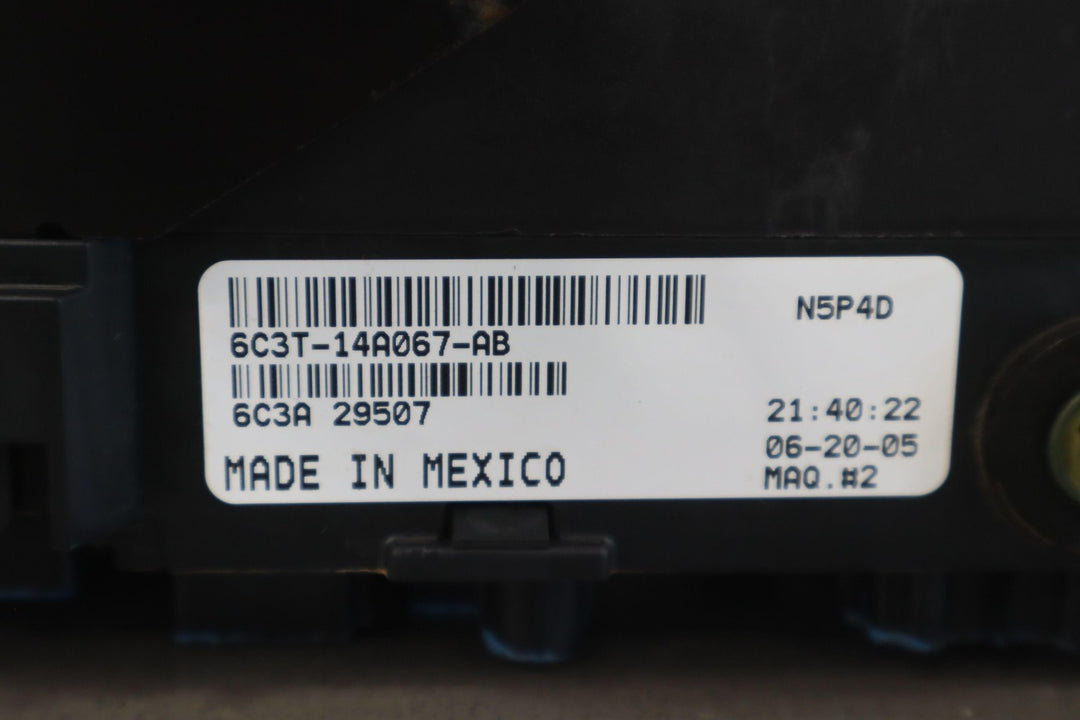 N5P4D
6C3T-14A067-AB
6C3A 29507
21:40:22
06-20-05
MADE IN MEXICO
MAQ.#2